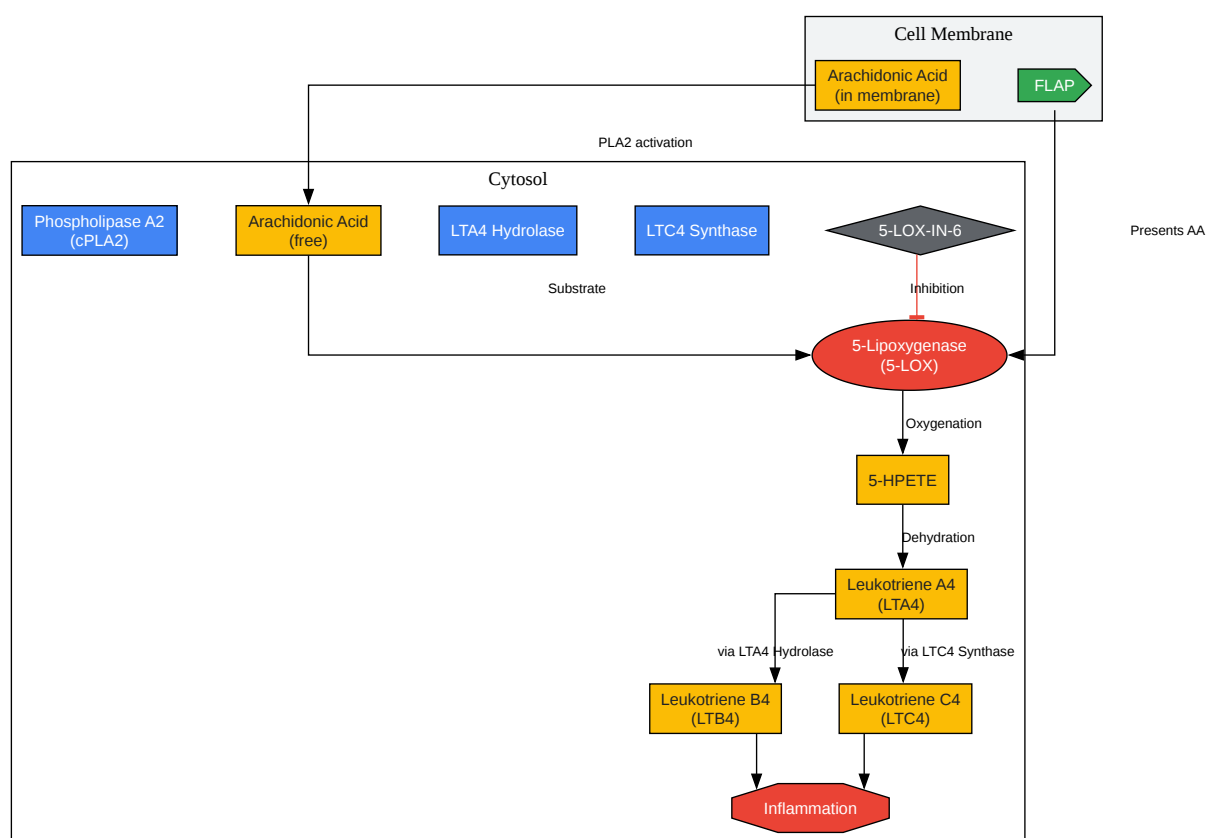 Cell Membrane
Arachidonic Acid
(in membrane)
FLAP
PLA2 activation
Cytosol
Phospholipase A2
(cPLA2)
Arachidonic Acid
(free)
LTA4 Hydrolase
LTC4 Synthase
5-LOX-IN-6
Presents AA
Substrate
Inhibition
5-Lipoxygenase
(5-LOX)
Oxygenation
5-HPETE
Dehydration
Leukotriene A4
(LTA4)
via LTA4 Hydrolase
via LTC4 Synthase
Leukotriene B4
(LTB4)
Leukotriene C4
(LTC4)
Inflammation